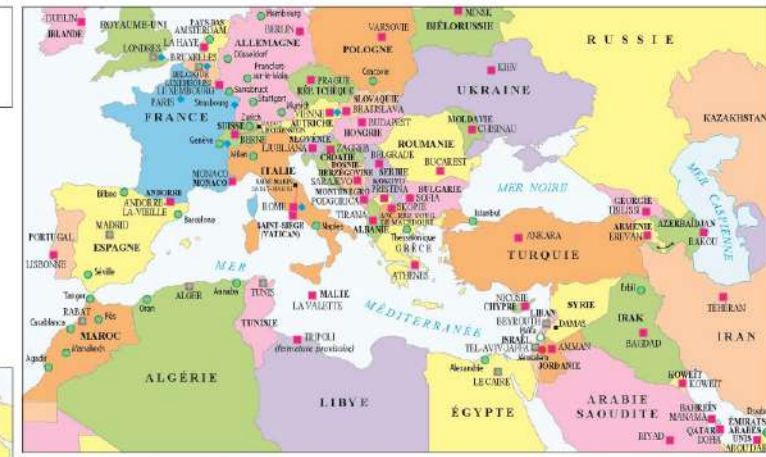 DUBLIN
IRLANDE
ROYAUME-UNI
LONDRES
PAYS-BAS
AMSTERDAM
LA HAYE
BRUXELLES
BELGIQUE
LUXEMBOURG
LUXEMBOURG
Hambourg
BERLIN
ALLEMAGNE
Düsseldorf
Francfort-
sur-le-Main
Sarrebruck
Stuttgart
Munich
VARSOVIE
POLOGNE
Cracovie
MINSK
BIÉLORUSSIE
RUSSIE
KIEV
UKRAINE
KAZAKHSTAN
PRAGUE
RÉP. TCHÈQUE
SLOVAQUIE
BRATISLAVA
VIENNE
AUTRICHE
BUDAPEST
HONGRIE
MOLDAVIE
CHISINAU
ROUMANIE
BUCAREST
PARIS
Strasbourg
FRANCE
Zurich
SUISSE
BERNE
Genève
Milan
MONACO
MONACO
SLOVÉNIE
LJUBLJANA
ZAGREB
CROATIE
BOSNIE-
HERZÉGOVINE
SARAJEVO
BELGRADE
SERBIE
KOSOVO
PRISTINA
MONTÉNÉGRO
PODGORICA
BULGARIE
SOFIA
SKOPJE
TIRANA
ALBANIE
ITALIE
ROME
SAINT-SIÈGE
(VATICAN)
Naples
Thessalonique
GRÈCE
ATHÈNES
Bilbao
ANDORRE
ANDORRE-
LA-VIEILLE
MADRID
Barcelone
ESPAGNE
Séville
PORTUGAL
LISBONNE
MER NOIRE
Istanbul
ANKARA
TURQUIE
GÉORGIE
TBILISSI
ARMÉNIE
EREVAN
AZERBAÏDJAN
BAKOU
MER CASPIENNE
MER
MÉDITERRANÉE
Tanger
RABAT
Casablanca
Fès
MAROC
Marrakech
Agadir
Oran
ALGER
Annaba
ALGÉRIE
TUNIS
TUNISIE
MALTE
LA VALETTE
TRIPOLI
(fermeture provisoire)
LIBYE
NICOSIE
CHYPRE
LIBAN
BEYROUTH
Haïfa
ISRAËL
TEL-AVIV-JAFFA
Jérusalem
DAMAS
SYRIE
AMMAN
JORDANIE
Alexandrie
LE CAIRE
ÉGYPTE
Erbil
IRAK
BAGDAD
TÉHÉRAN
IRAN
KOWEÏT
KOWEÏT
ARABIE
SAOUDITE
RIYAD
BAHREÏN
MANAMA
QATAR
DOHA
ÉMIRATS
ARABES
UNIS